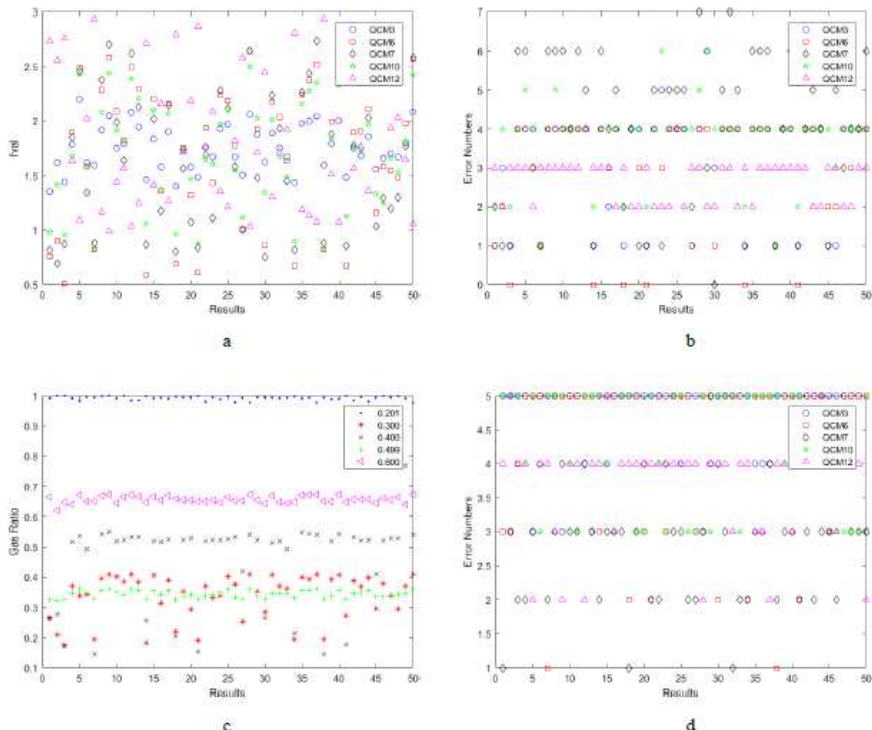 3
2.5
2
1.5
1
0.5
0 5 10 15 20 25 30 35 40 45 50
fval
Results
QCM3
QCM6
QCM7
QCM10
QCM12
a
7
6
5
4
3
2
1
0
0 5 10 15 20 25 30 35 40 45 50
Error Numbers
Results
QCM3
QCM6
QCM7
QCM10
QCM12
b
1
0.9
0.8
0.7
0.6
0.5
0.4
0.3
0.2
0.1
0 5 10 15 20 25 30 35 40 45 50
Gas Ratio
Results
0.201
0.300
0.400
0.499
0.600
c
5
4.5
4
3.5
3
2.5
2
1.5
1
0 5 10 15 20 25 30 35 40 45 50
Error Numbers
Results
QCM3
QCM6
QCM7
QCM10
QCM12
d